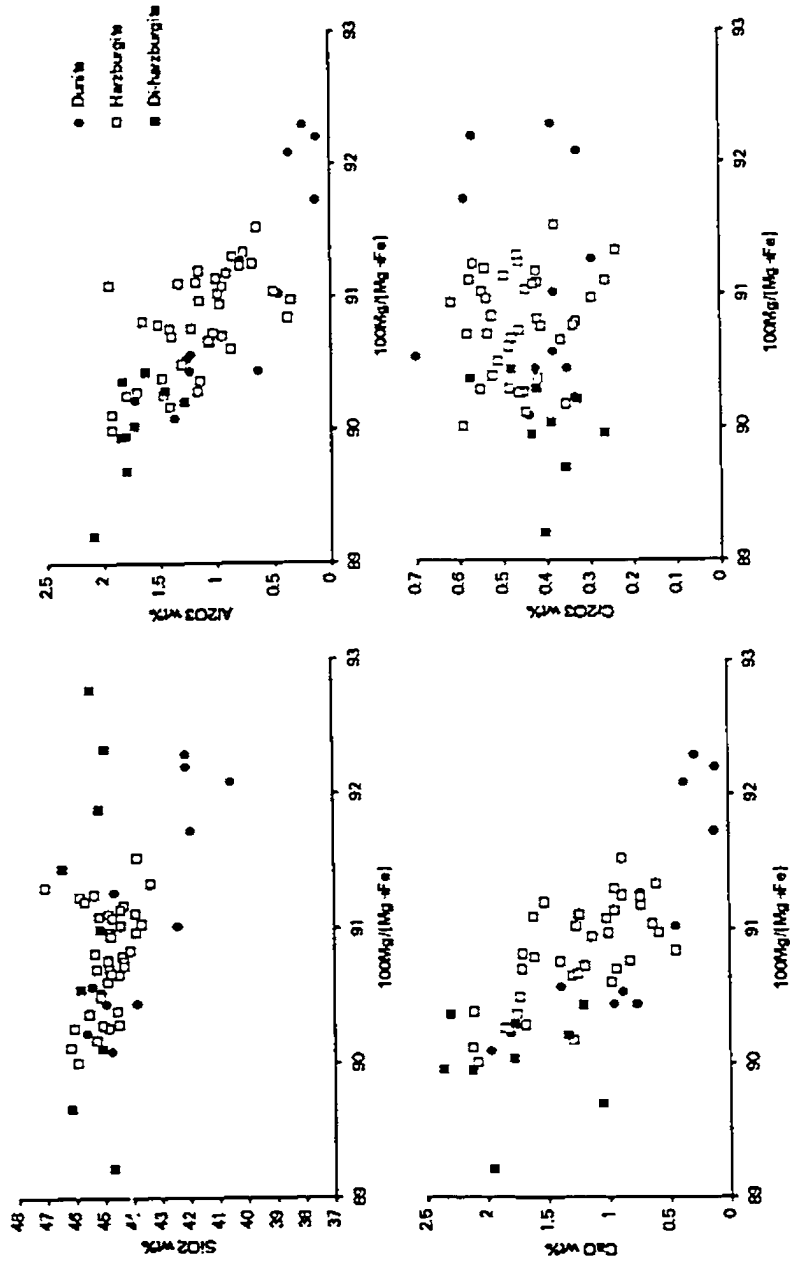 SiO2 wt%
48
47
46
45
44
43
42
41
40
39
38
37
89 90 91 92 93
100Mg/(Mg+Fe)
Al2O3 wt%
2.5
2
1.5
1
0.5
0
89 90 91 92 93
100Mg/(Mg+Fe)
Dunite
Harzburgite
Di-harzburgite
CaO wt%
2.5
2
1.5
1
0.5
0
89 90 91 92 93
100Mg/(Mg+Fe)
Cr2O3 wt%
0.7
0.6
0.5
0.4
0.3
0.2
0.1
0
89 90 91 92 93
100Mg/(Mg+Fe)